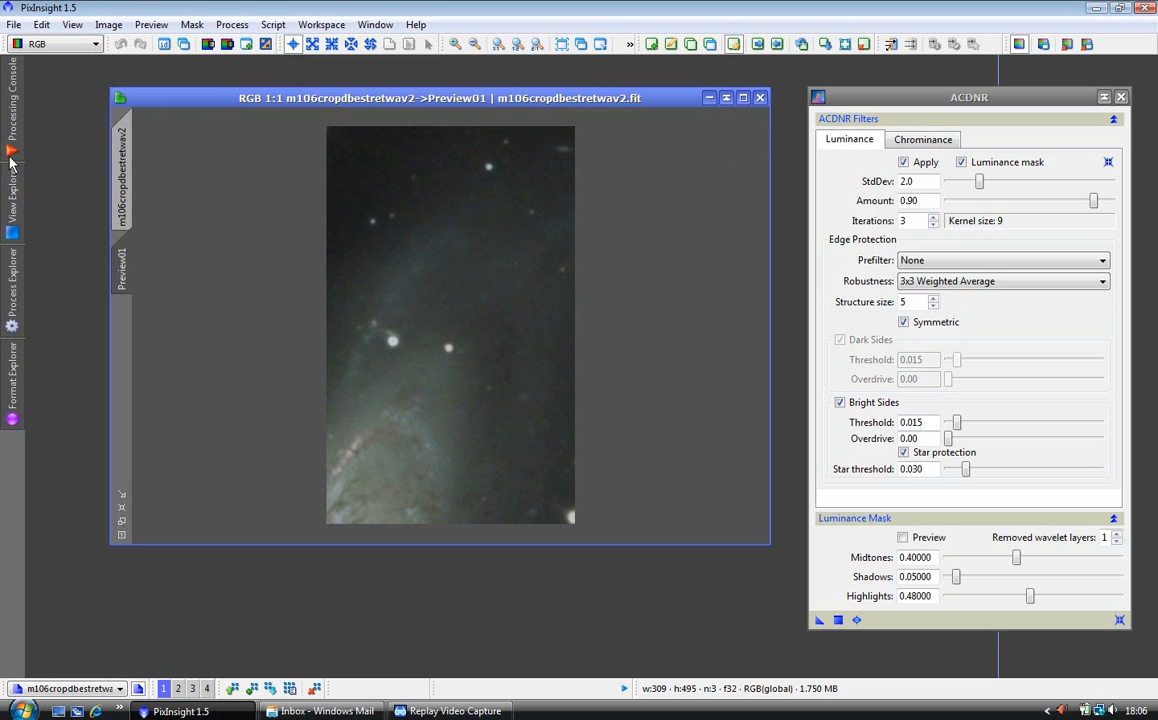 PixInsight 1.5
File Edit View Image Preview Mask Process Script Workspace Window Help
RGB
Processing Console
View Explorer
Process Explorer
Format Explorer
RGB 1:1 m106cropdbestretwav2->Preview01 | m106cropdbestretwav2.fit
m106cropdbestretwav2
Preview01
ACDNR
ACDNR Filters
Luminance Chrominance
Apply Luminance mask
StdDev: 2.0
Amount: 0.90
Iterations: 3 Kernel size: 9
Edge Protection
Prefilter: None
Robustness: 3x3 Weighted Average
Structure size: 5
Symmetric
Dark Sides
Threshold: 0.015
Overdrive: 0.00
Bright Sides
Threshold: 0.015
Overdrive: 0.00
Star protection
Star threshold: 0.030
Luminance Mask
Preview Removed wavelet layers: 1
Midtones: 0.40000
Shadows: 0.05000
Highlights: 0.48000
m106cropdbestretwa 1 2 3 4 w:309 · h:495 · n:3 · f32 · RGB(global) · 1.750 MB
PixInsight 1.5 Inbox - Windows Mail Replay Video Capture 18:06